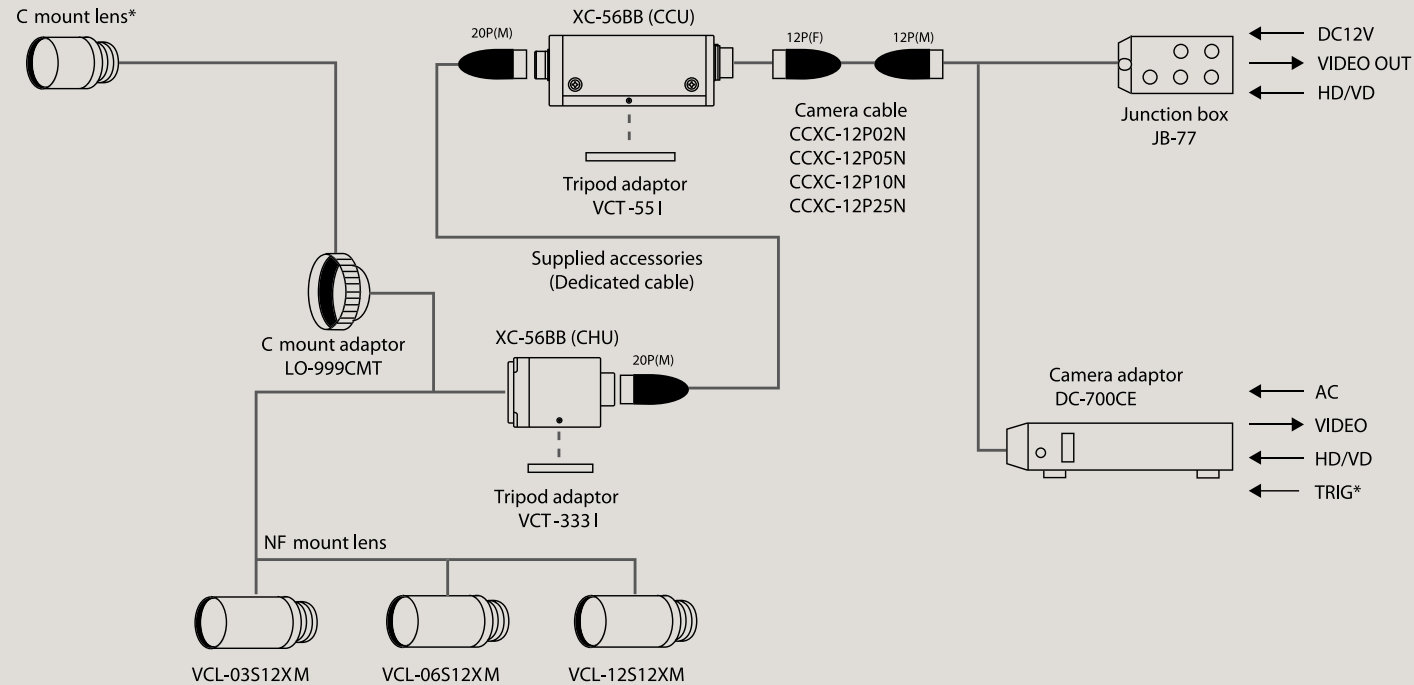 C mount lens*
XC-56BB (CCU)
20P(M)
12P(F)
12P(M)
DC12V
VIDEO OUT
HD/VD
Camera cable
CCXC-12P02N
CCXC-12P05N
CCXC-12P10N
CCXC-12P25N
Junction box
JB-77
Tripod adaptor
VCT-55I
Supplied accessories
(Dedicated cable)
C mount adaptor
LO-999CMT
XC-56BB (CHU)
20P(M)
Camera adaptor
DC-700CE
AC
VIDEO
HD/VD
TRIG*
Tripod adaptor
VCT-333I
NF mount lens
VCL-03S12XM
VCL-06S12XM
VCL-12S12XM